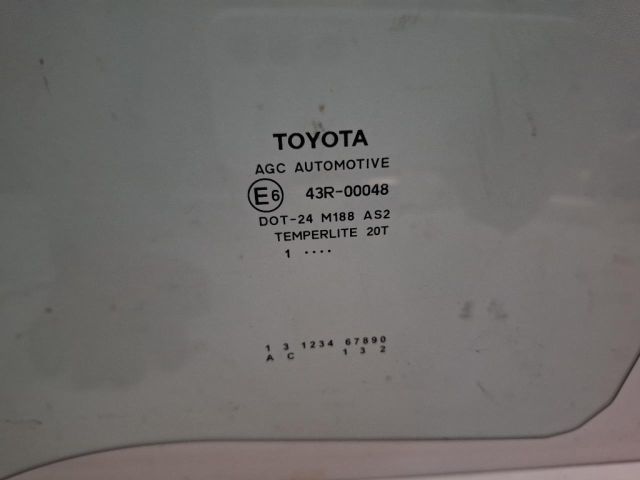 TOYOTA
AGC AUTOMOTIVE
E6 43R-00048
DOT-24 M188 AS2
TEMPERLITE 20T
1 ....
1 3 1234 67890
A C 1 3 2